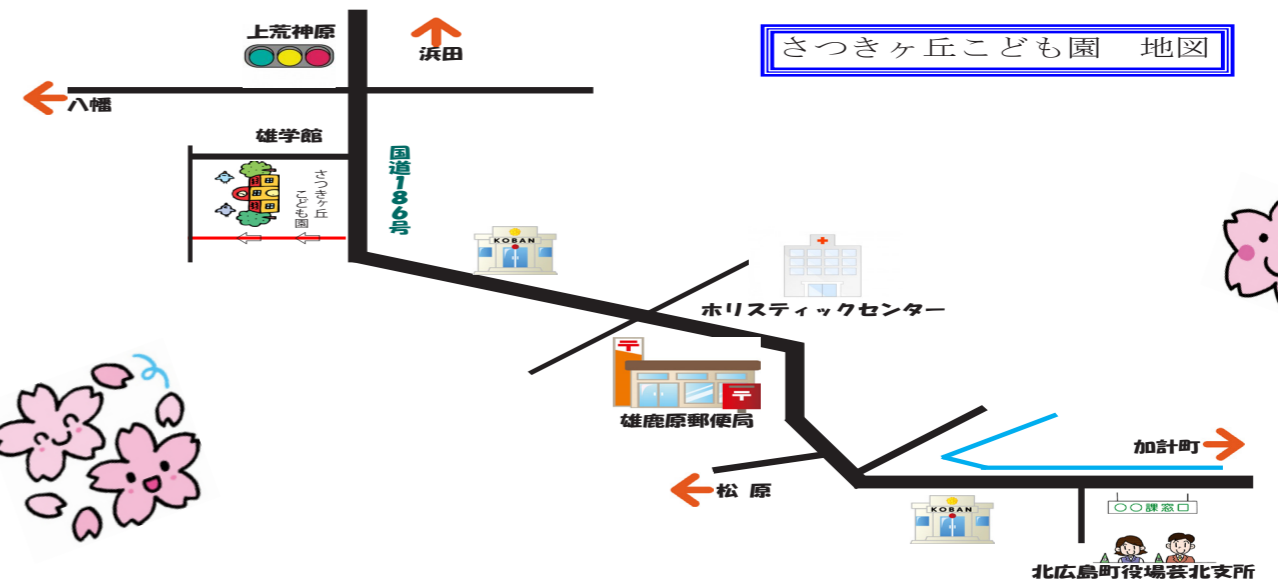 さつきヶ丘こども園　地図
上荒神原
浜田
八幡
雄学館
国道186号
さつきヶ丘
こども園
KOBAN
ホリスティックセンター
〒
〒
雄鹿原郵便局
加計町
松 原
KOBAN
〇〇課窓口
北広島町役場芸北支所